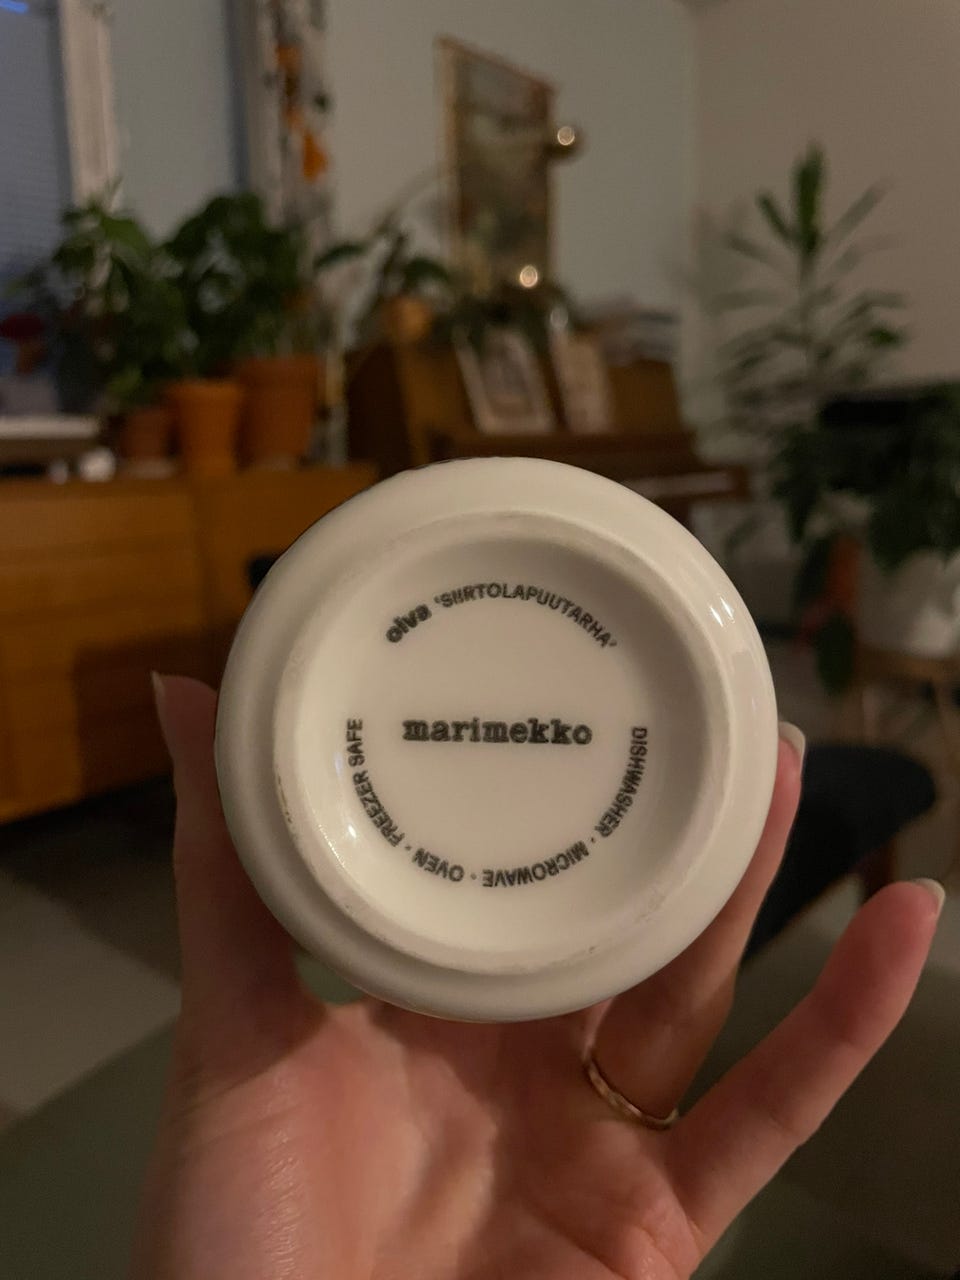 oiva 'SIIRTOLAPUUTARHA'
marimekko
DISHWASHER · MICROWAVE · OVEN · FREEZER SAFE